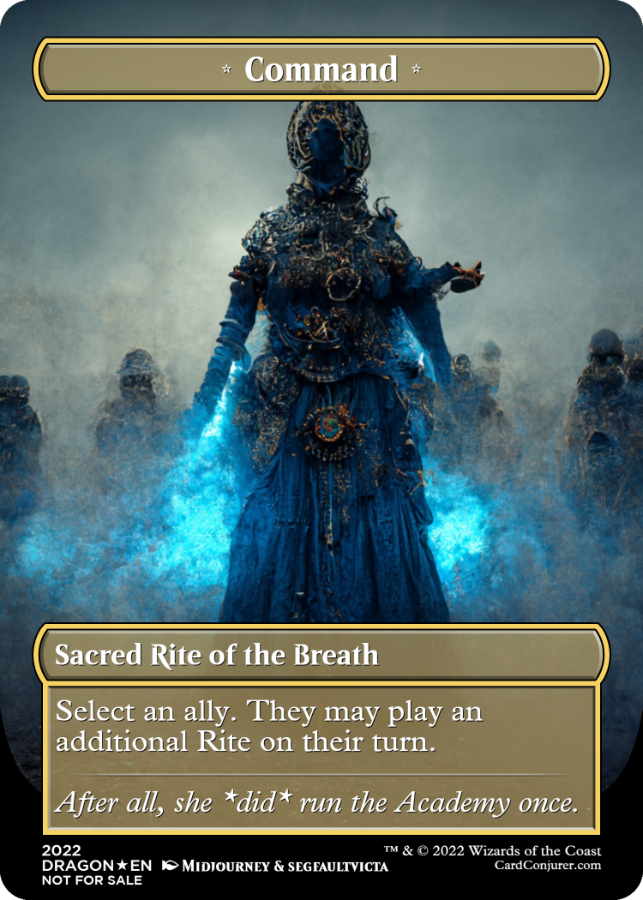 ☆ Command ☆
Sacred Rite of the Breath
Select an ally. They may play an
additional Rite on their turn.
After all, she *did* run the Academy once.
2022
DRAGON★EN MIDJOURNEY & SEGFAULTVICTA
NOT FOR SALE
™ & © 2022 Wizards of the Coast
CardConjurer.com